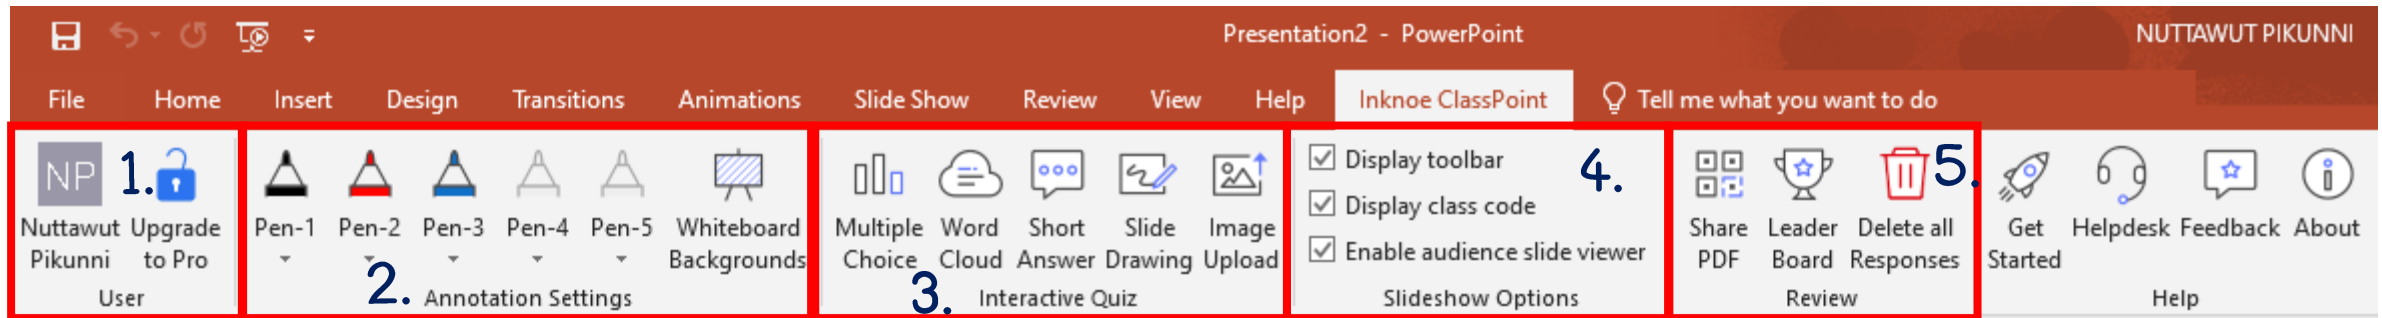 Presentation2 - PowerPoint
NUTTAWUT PIKUNNI
File Home Insert Design Transitions Animations Slide Show Review View Help Inknoe ClassPoint Tell me what you want to do
NP 1.
Nuttawut Pikunni
Upgrade to Pro
User
Pen-1 Pen-2 Pen-3 Pen-4 Pen-5
Whiteboard Backgrounds
2. Annotation Settings
Multiple Choice
Word Cloud
Short Answer
Slide Drawing
Image Upload
3. Interactive Quiz
Display toolbar
4.
Display class code
Enable audience slide viewer
Slideshow Options
Share PDF
Leader Board
Delete all Responses
5.
Review
Get Started
Helpdesk
Feedback
About
Help